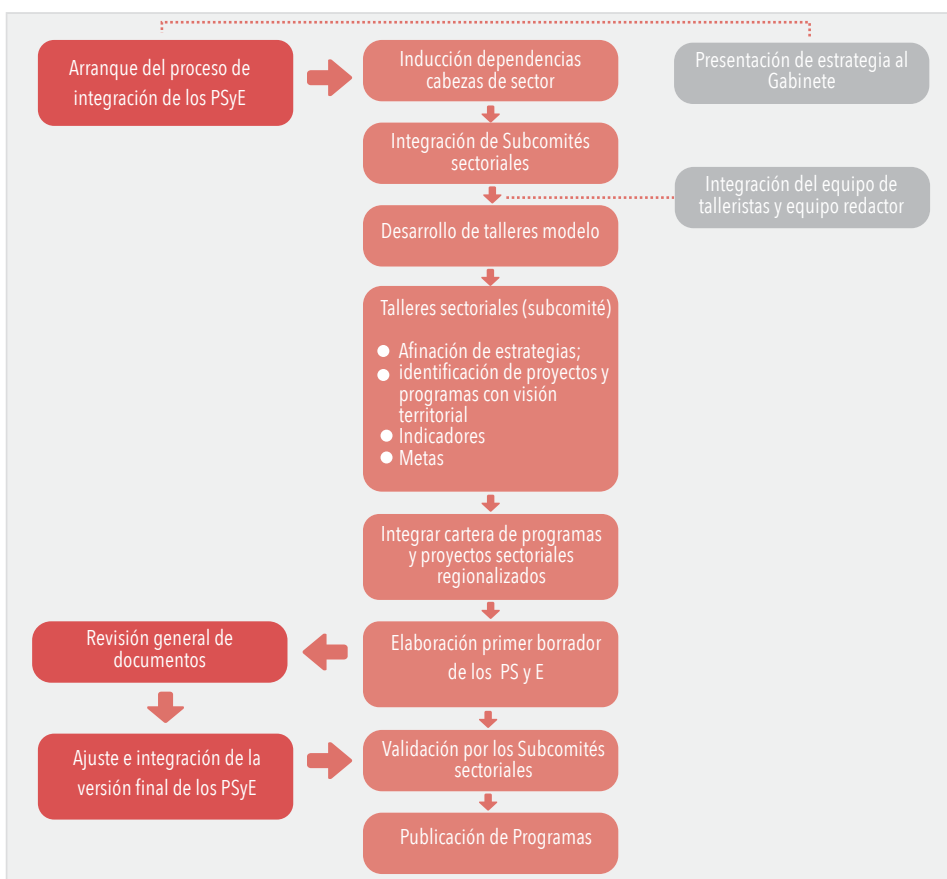 Arranque del proceso de
integración de los PSyE
Inducción dependencias
cabezas de sector
Presentación de estrategia al
Gabinete
Integración de Subcomités
sectoriales
Integración del equipo de
talleristas y equipo redactor
Desarrollo de talleres modelo
Talleres sectoriales (subcomité)
Afinación de estrategias;
identificación de proyectos y
programas con visión
territorial
Indicadores
Metas
Integrar cartera de programas
y proyectos sectoriales
regionalizados
Elaboración primer borrador
de los PS y E
Revisión general de
documentos
Ajuste e integración de la
versión final de los PSyE
Validación por los Subcomités
sectoriales
Publicación de Programas